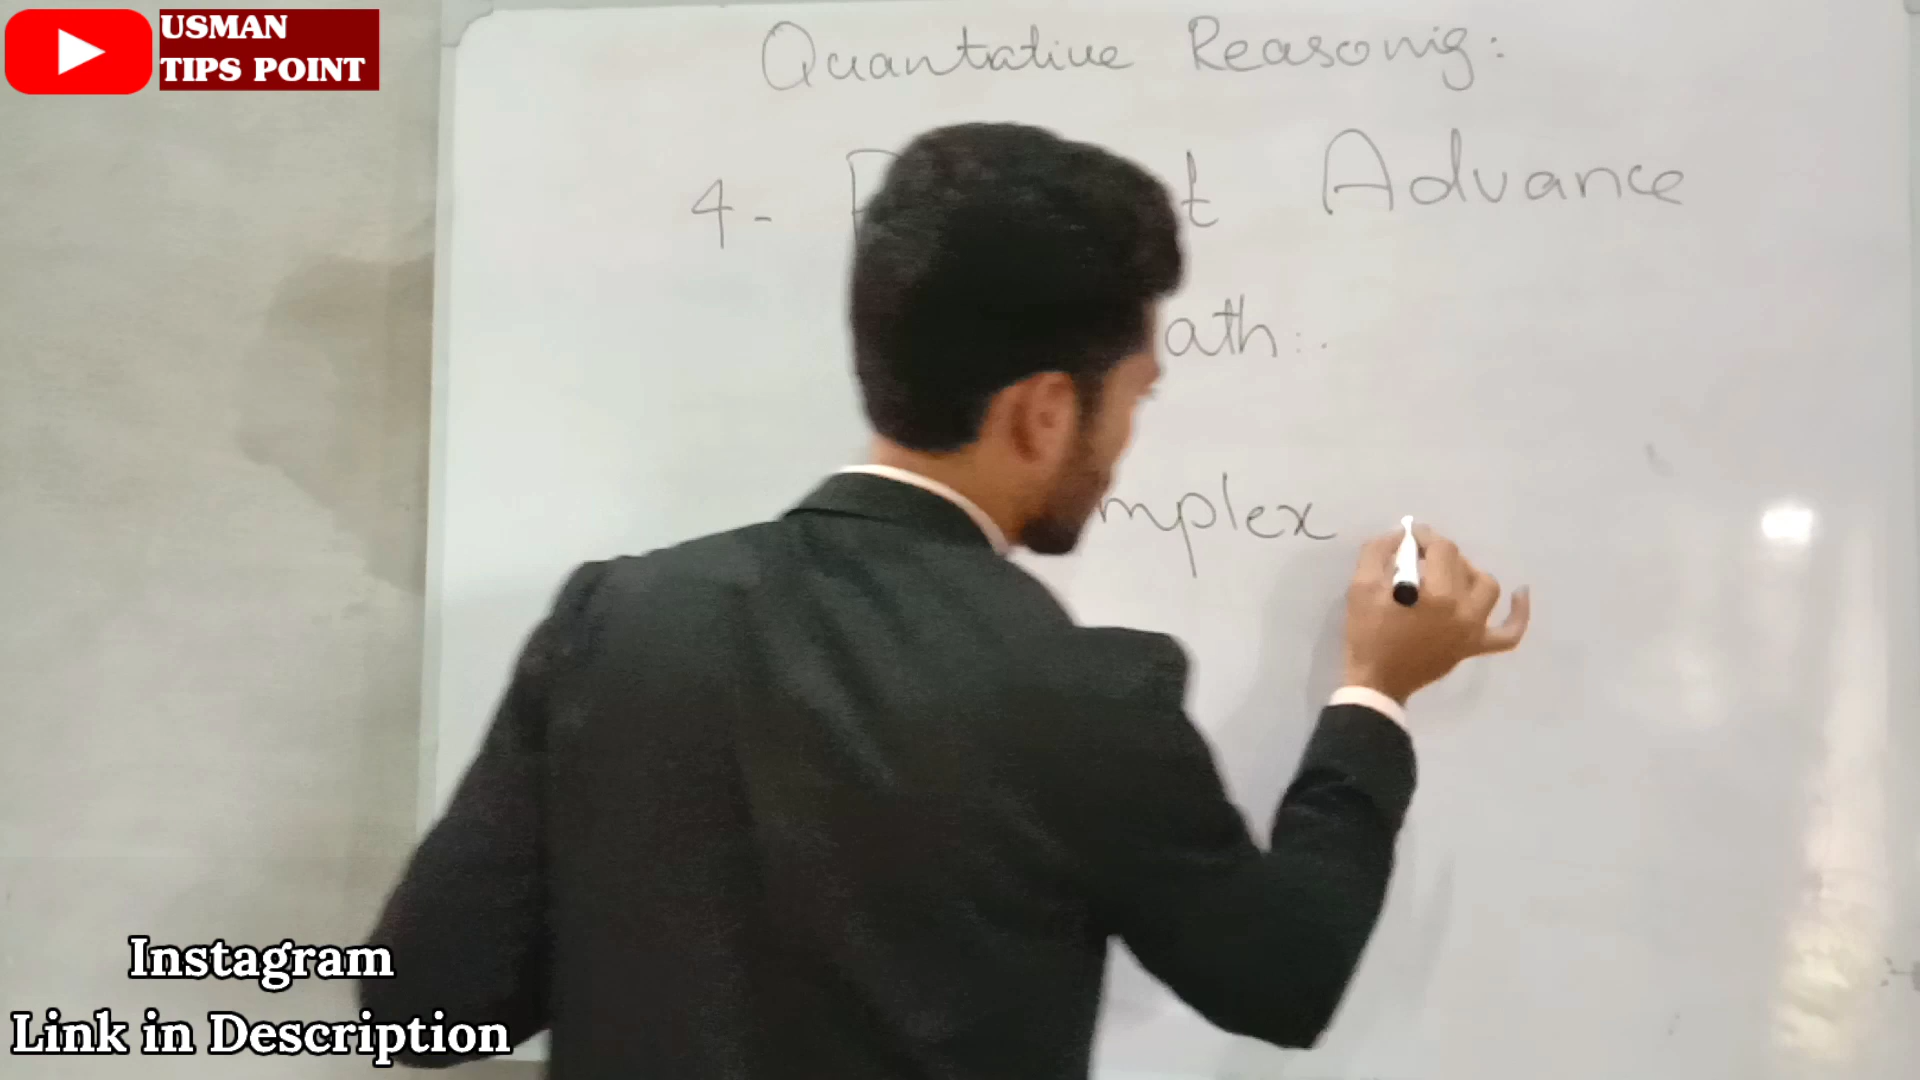 USMAN
TIPS POINT
Quantative Reasonig:
4- t Advance
ath:.
mplex
Instagram
Link in Description